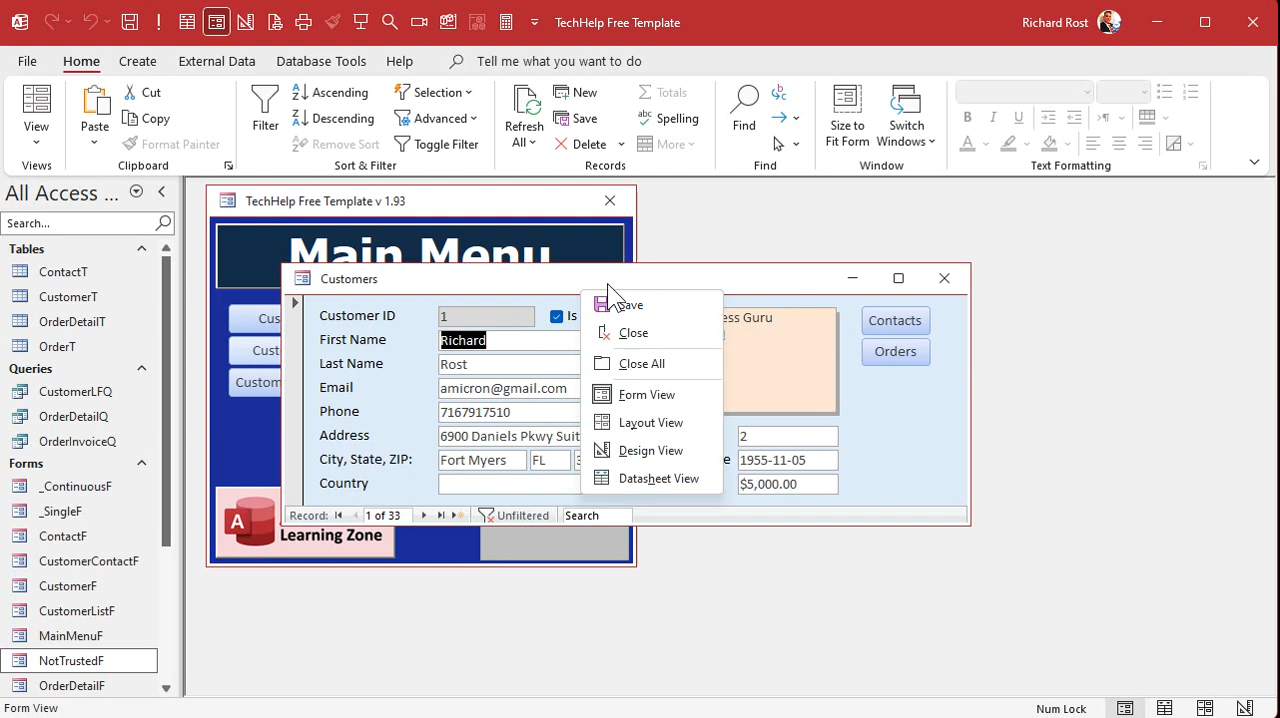 TechHelp Free Template
Richard Rost
File Home Create External Data Database Tools Help Tell me what you want to do
View
Views
Paste
Cut
Copy
Format Painter
Clipboard
Filter
Ascending
Descending
Remove Sort
Selection
Advanced
Toggle Filter
Sort & Filter
Refresh
All
New
Save
Delete
Totals
Spelling
More
Records
Find
Find
Size to
Fit Form
Switch
Windows
Window
B I U
A
Text Formatting
All Access ...
Search...
Tables
ContactT
CustomerT
OrderDetailT
OrderT
Queries
CustomerLFQ
OrderDetailQ
OrderInvoiceQ
Forms
_ContinuousF
_SingleF
ContactF
CustomerContactF
CustomerF
CustomerListF
MainMenuF
NotTrustedF
OrderDetailF
TechHelp Free Template v 1.93
Main Menu
Cus
Cust
Custom
A
Learning Zone
Customers
Customer ID 1 Is
First Name Richard
Last Name Rost
Email amicron@gmail.com
Phone 7167917510
Address 6900 Daniels Pkwy Suit
City, State, ZIP: Fort Myers FL 3
Country
ess Guru
2
e 1955-11-05
$5,000.00
Contacts
Orders
Save
Close
Close All
Form View
Layout View
Design View
Datasheet View
Record: 1 of 33 Unfiltered Search
Form View
Num Lock